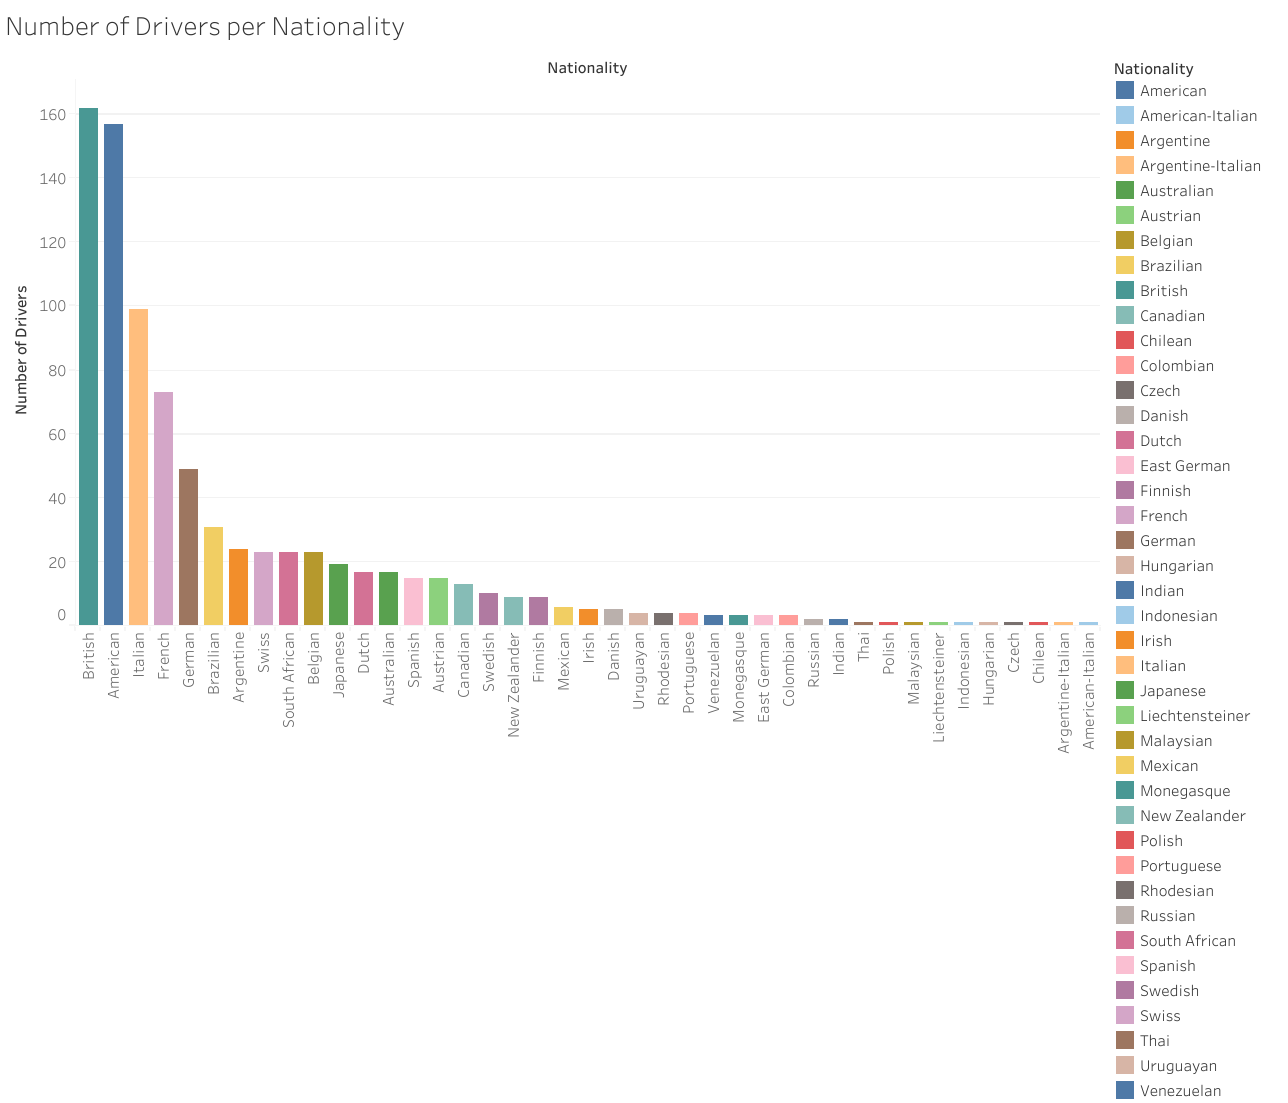 Number of Drivers per Nationality
Nationality
Number of Drivers
160
140
120
100
80
60
40
20
0
British
American
Italian
French
German
Brazilian
Argentine
Swiss
South African
Belgian
Japanese
Dutch
Australian
Spanish
Austrian
Canadian
Swedish
New Zealander
Finnish
Mexican
Irish
Danish
Uruguayan
Rhodesian
Portuguese
Venezuelan
Monegasque
East German
Colombian
Russian
Indian
Thai
Polish
Malaysian
Liechtensteiner
Indonesian
Hungarian
Czech
Chilean
Argentine-Italian
American-Italian
Nationality
American
American-Italian
Argentine
Argentine-Italian
Australian
Austrian
Belgian
Brazilian
British
Canadian
Chilean
Colombian
Czech
Danish
Dutch
East German
Finnish
French
German
Hungarian
Indian
Indonesian
Irish
Italian
Japanese
Liechtensteiner
Malaysian
Mexican
Monegasque
New Zealander
Polish
Portuguese
Rhodesian
Russian
South African
Spanish
Swedish
Swiss
Thai
Uruguayan
Venezuelan